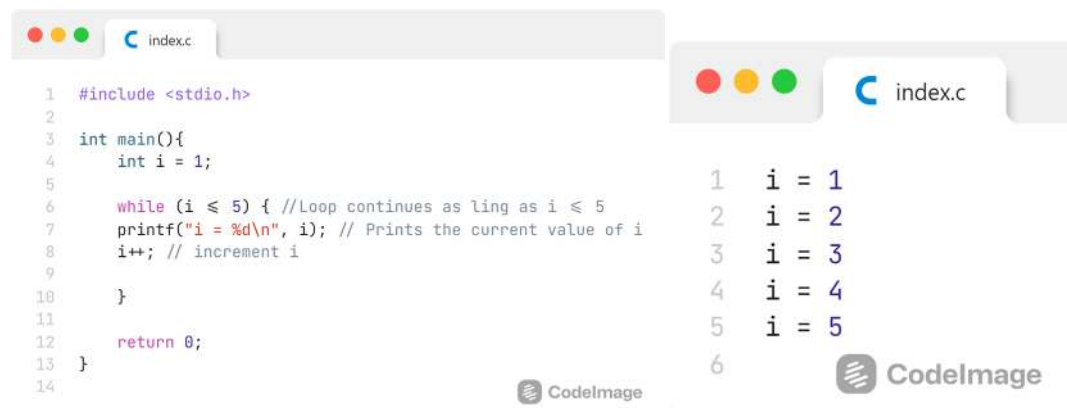 index.c
1 #include <stdio.h>
2
3 int main(){
4 int i = 1;
5
6 while (i ⩽ 5) { //Loop continues as ling as i ⩽ 5
7 printf("i = %d\n", i); // Prints the current value of i
8 i++; // increment i
9
10 }
11
12 return 0;
13 }
14
CodeImage
index.c
1 i = 1
2 i = 2
3 i = 3
4 i = 4
5 i = 5
6
CodeImage